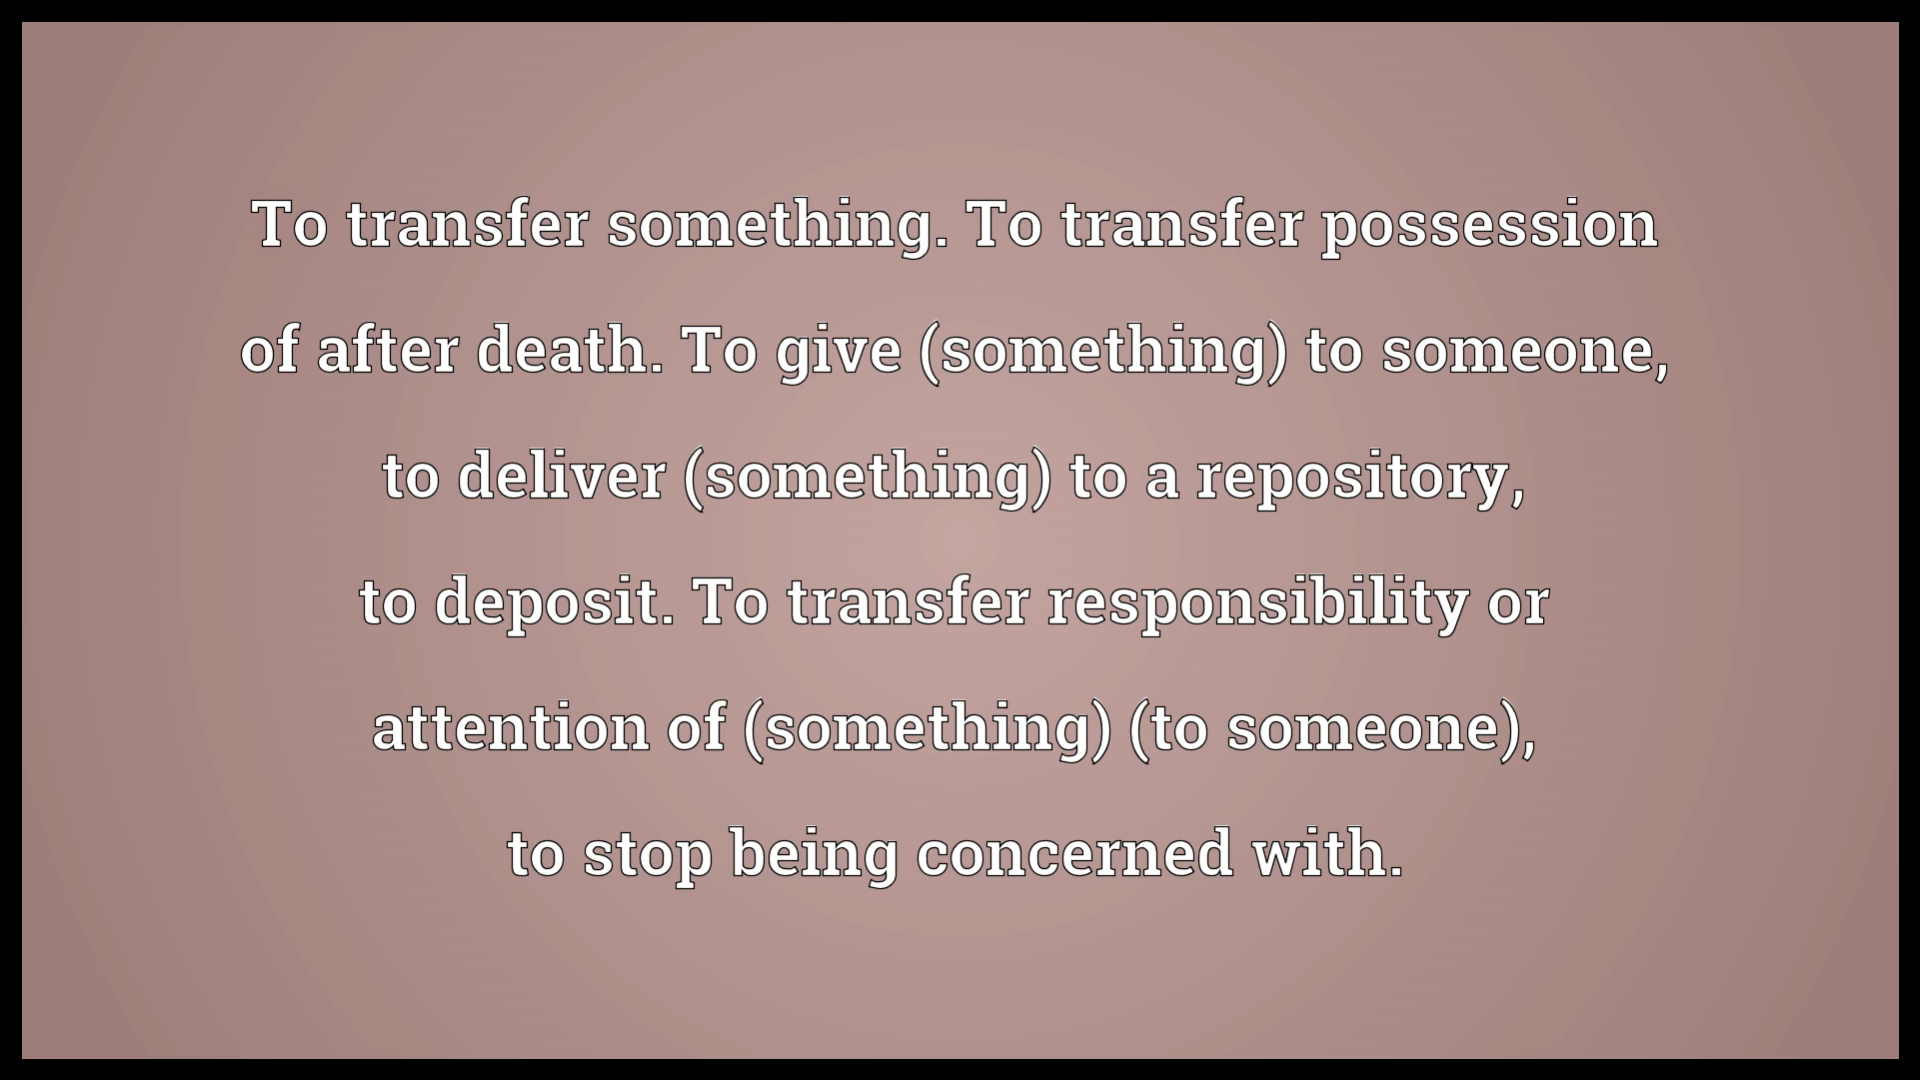 To transfer something. To transfer possession
of after death. To give (something) to someone,
to deliver (something) to a repository,
to deposit. To transfer responsibility or
attention of (something) (to someone),
to stop being concerned with.